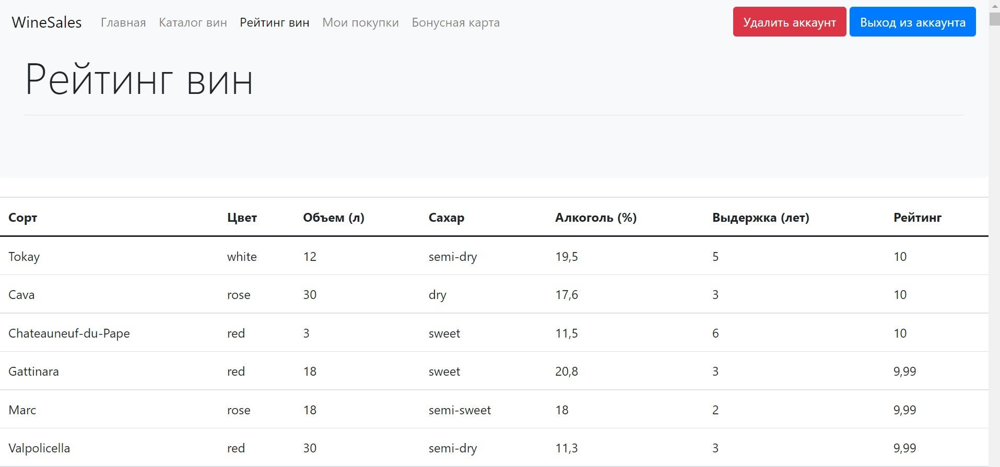 WineSales Главная Каталог вин Рейтинг вин Мои покупки Бонусная карта Удалить аккаунт Выход из аккаунта
Рейтинг вин
Сорт Цвет Объем (л) Сахар Алкоголь (%) Выдержка (лет) Рейтинг
Tokay white 12 semi-dry 19,5 5 10
Cava rose 30 dry 17,6 3 10
Chateauneuf-du-Pape red 3 sweet 11,5 6 10
Gattinara red 18 sweet 20,8 3 9,99
Marc rose 18 semi-sweet 18 2 9,99
Valpolicella red 30 semi-dry 11,3 3 9,99